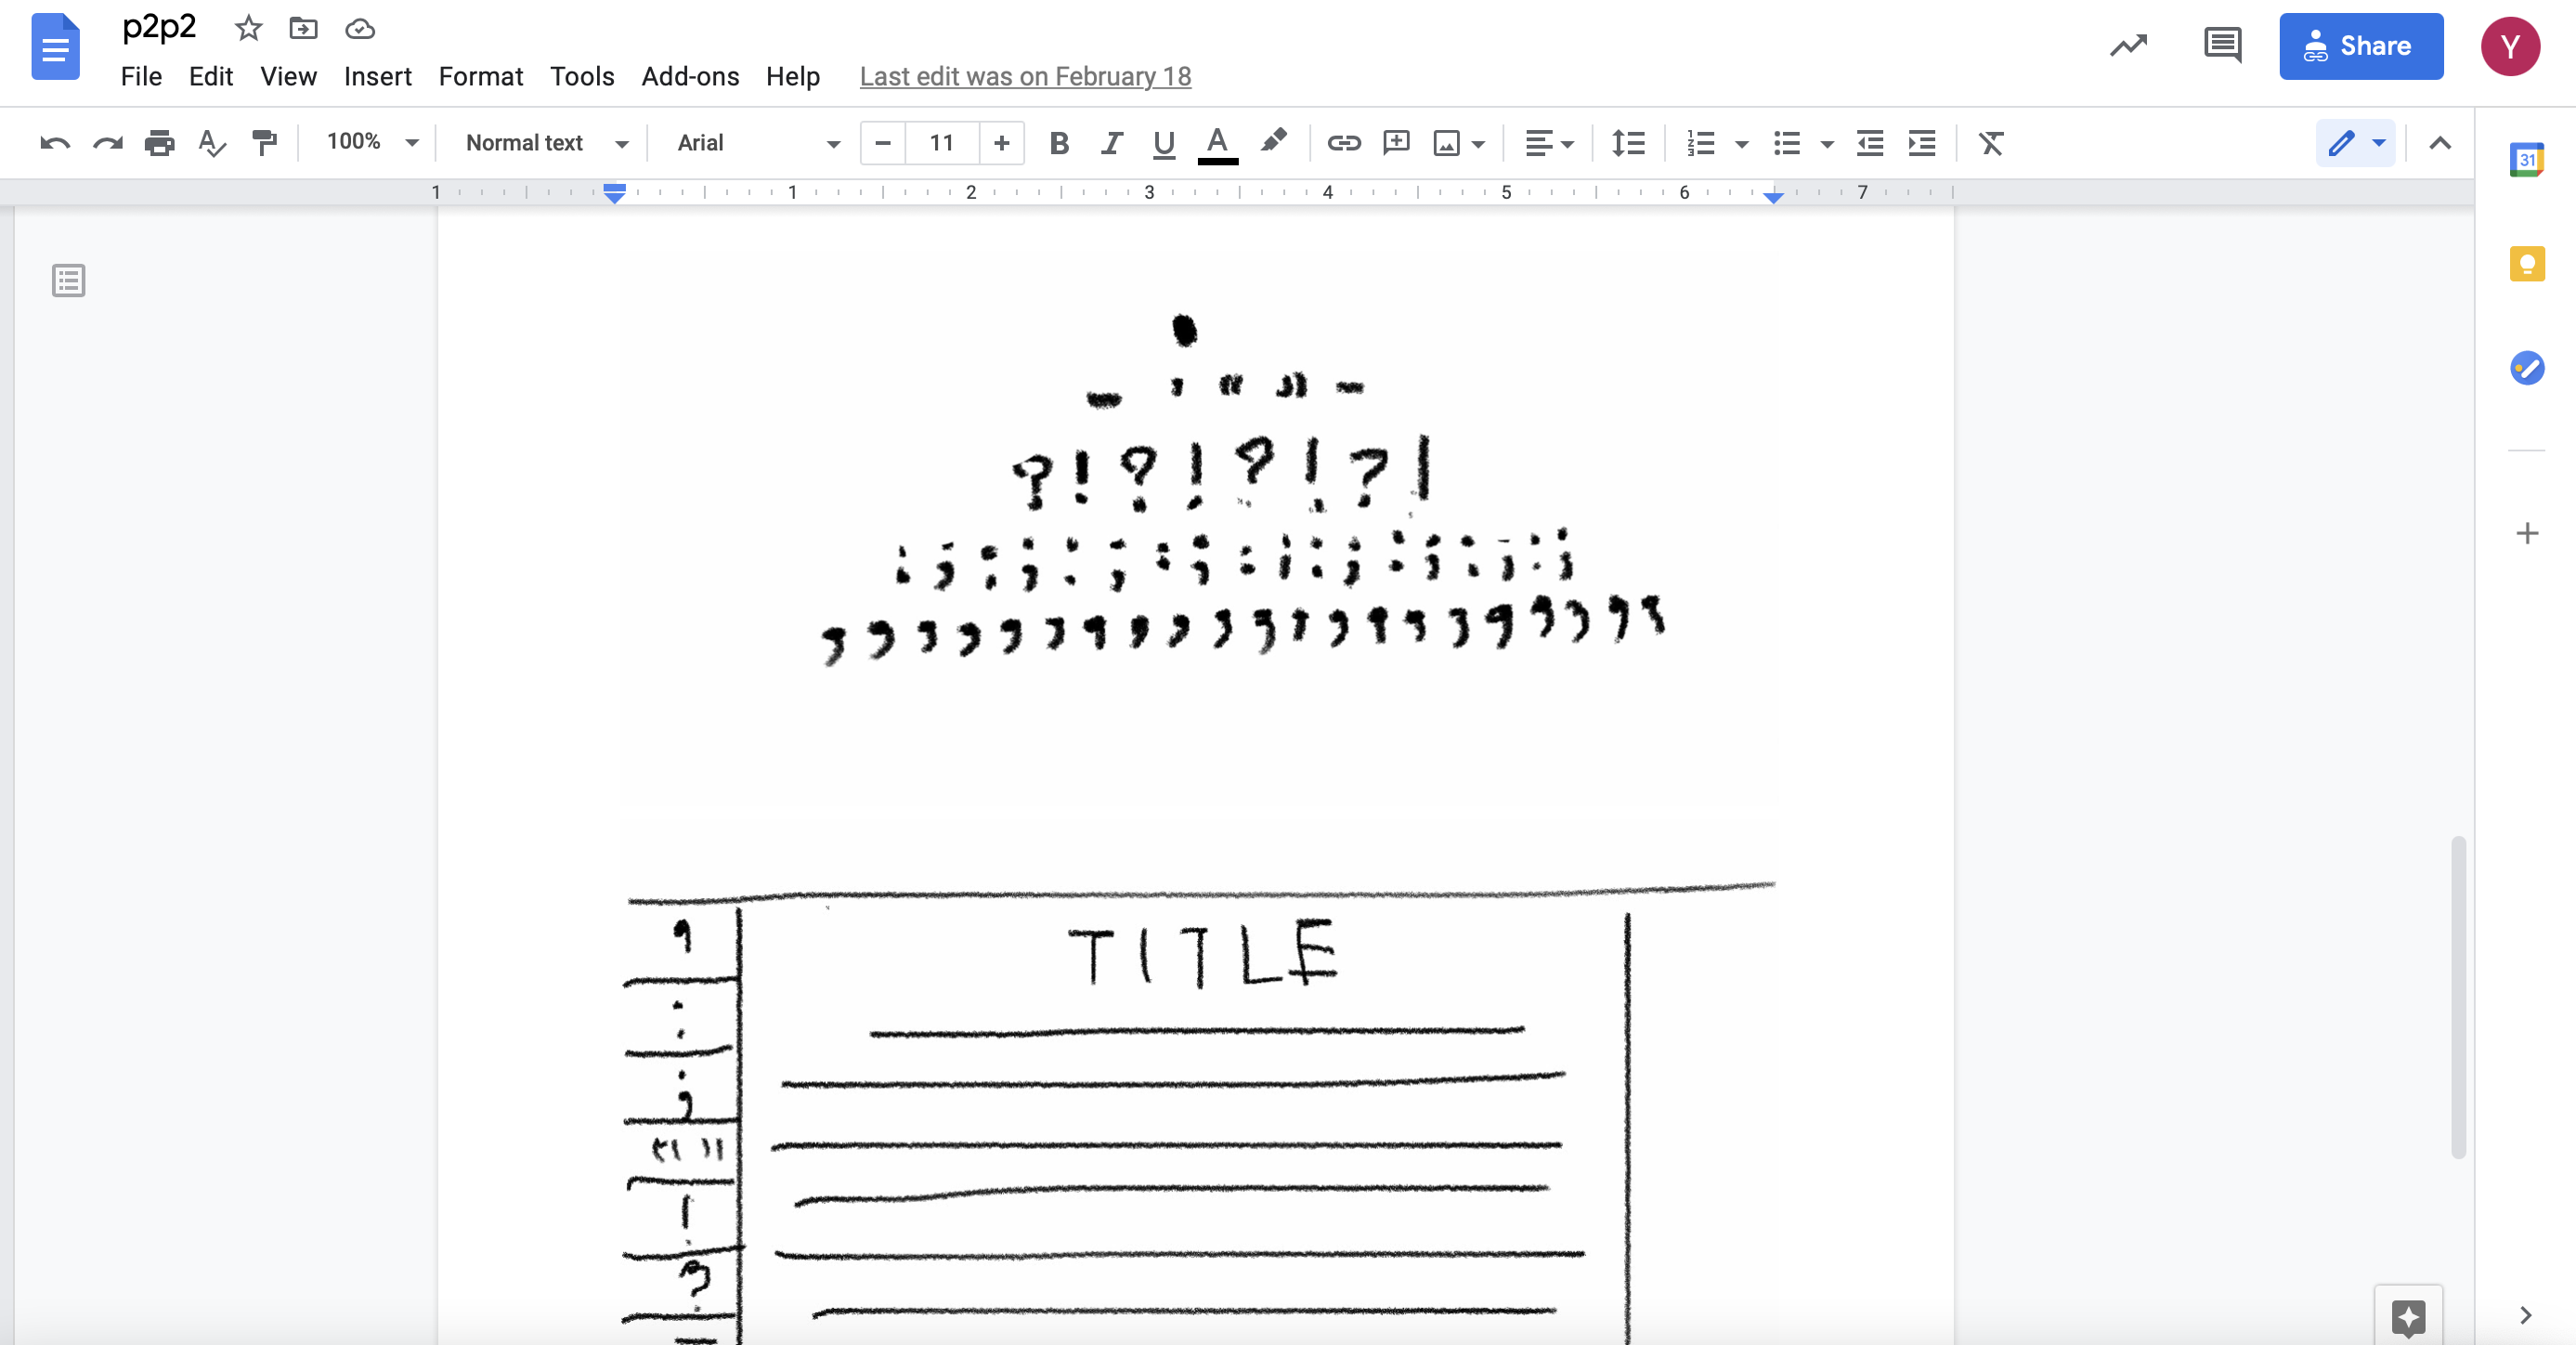 p2p2
File Edit View Insert Format Tools Add-ons Help Last edit was on February 18
Share
Y
100% Normal text Arial − 11 + B I U A
1 1 2 3 4 5 6 7
31
.
- ' “ ” -
? ! ? ! ? ! ? !
: ; : ; : ; : ; : ; : ; : ; : ; : ;
, , , , , , , , , , , , , , , , , , , , ,
TITLE
,
:
;
“ ”
!
?